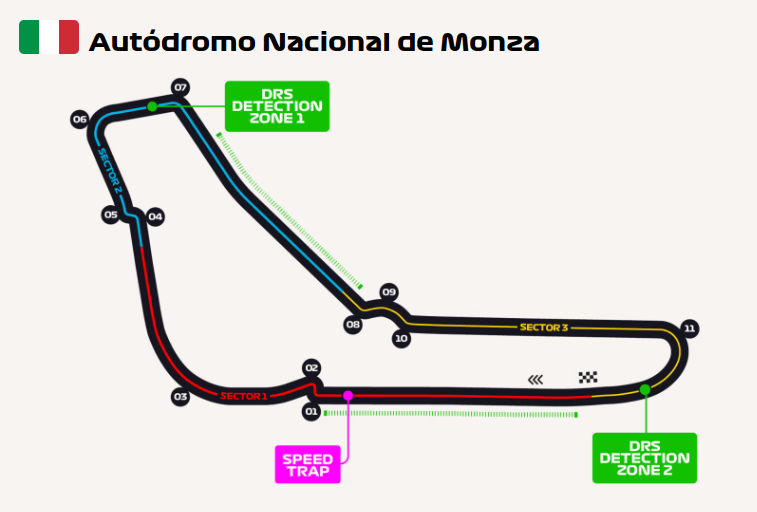 Autódromo Nacional de Monza
07
DRS
DETECTION
ZONE 1
06
SECTOR 2
05
04
09
08
10
SECTOR 3
11
02
03
SECTOR 1
01
SPEED
TRAP
DRS
DETECTION
ZONE 2